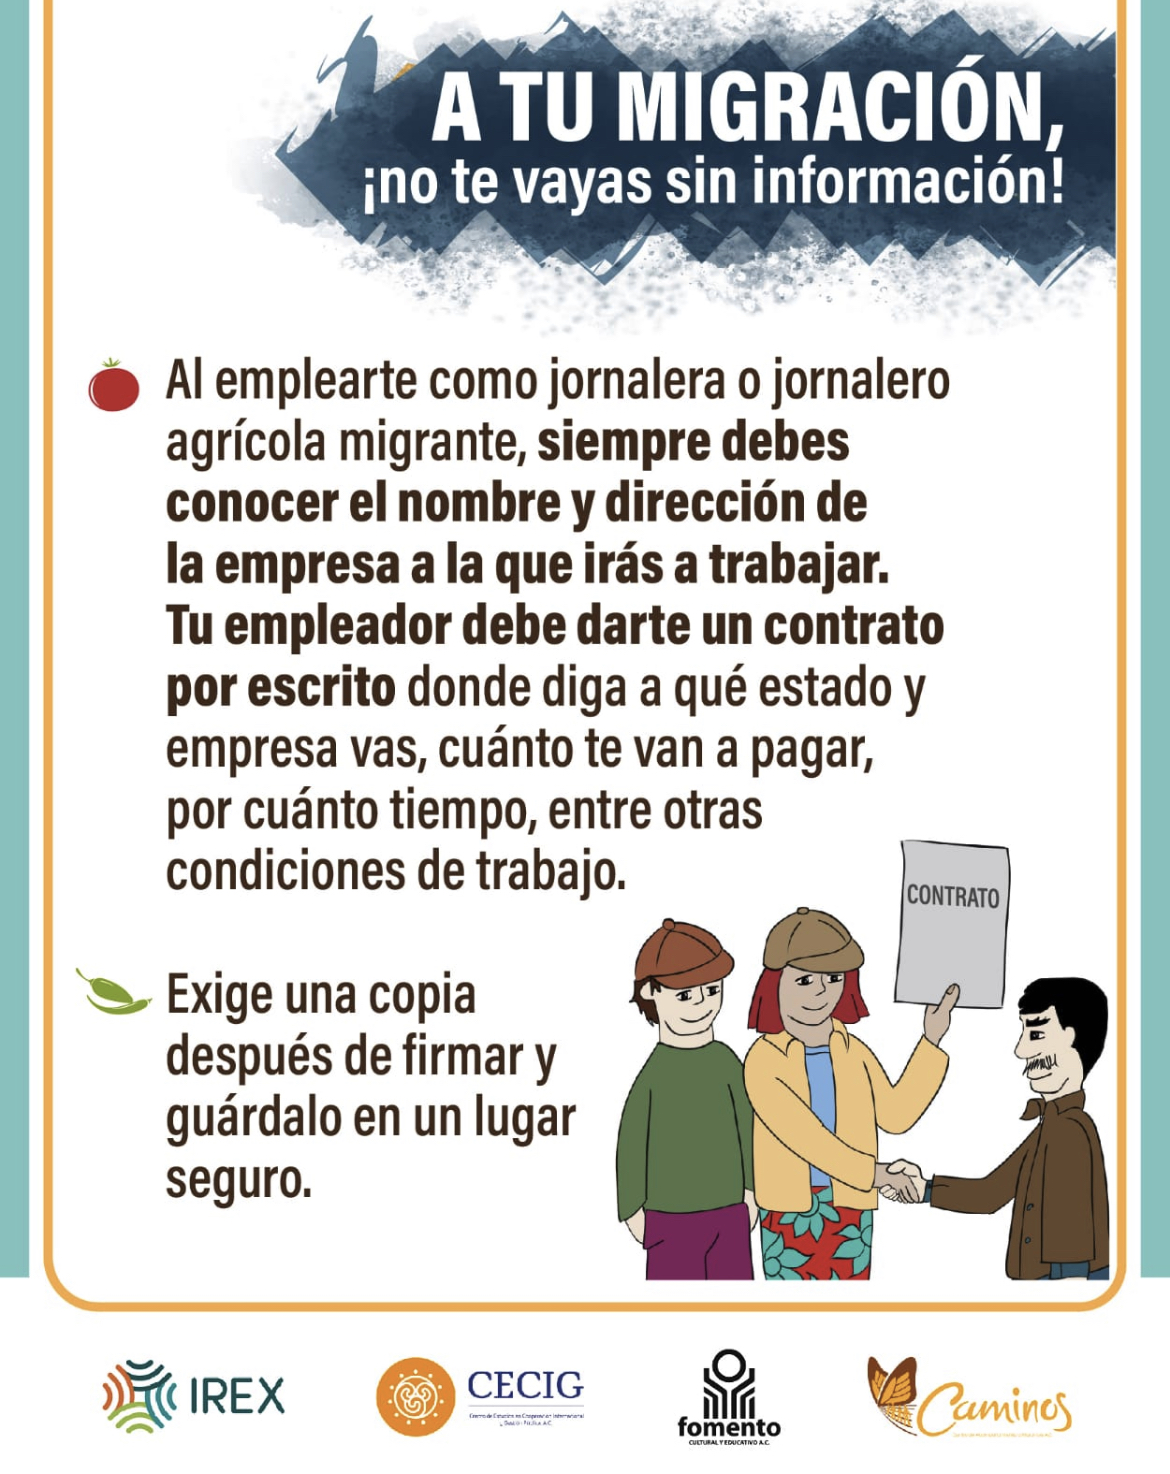 A TU MIGRACIÓN,
¡no te vayas sin información!
Al emplearte como jornalera o jornalero
agrícola migrante, siempre debes
conocer el nombre y dirección de
la empresa a la que irás a trabajar.
Tu empleador debe darte un contrato
por escrito donde diga a qué estado y
empresa vas, cuánto te van a pagar,
por cuánto tiempo, entre otras
condiciones de trabajo.
CONTRATO
Exige una copia
después de firmar y
guárdalo en un lugar
seguro.
IREX
CECIG
Centro de Estudios en Cooperación Internacional
y Gestión Pública A.C.
fomento
CULTURAL Y EDUCATIVO A.C.
Caminos